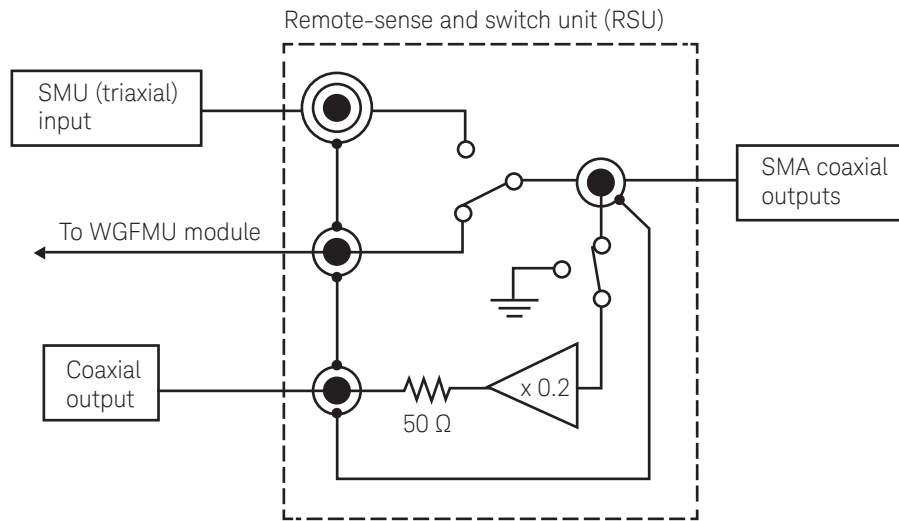 Remote-sense and switch unit (RSU)
SMU (triaxial)
input
SMA coaxial
outputs
To WGFMU module
Coaxial
output
x 0.2
50 Ω